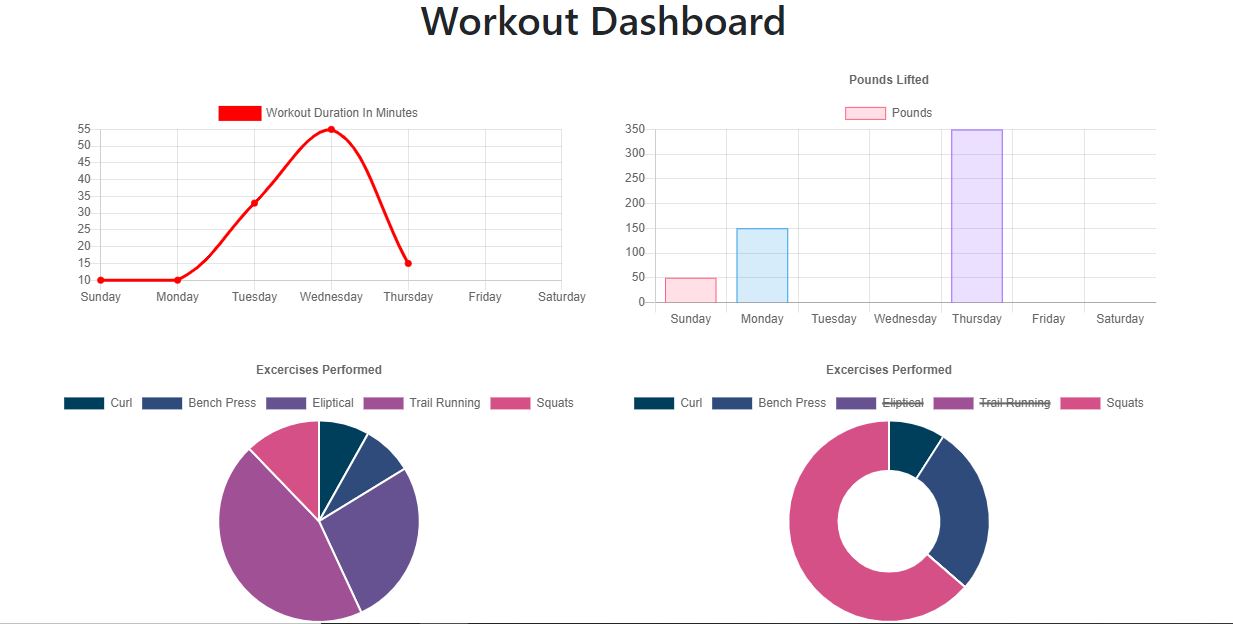 Workout Dashboard
Workout Duration In Minutes
55
50
45
40
35
30
25
20
15
10
Sunday Monday Tuesday Wednesday Thursday Friday Saturday
Pounds Lifted
Pounds
350
300
250
200
150
100
50
0
Sunday Monday Tuesday Wednesday Thursday Friday Saturday
Excercises Performed
Curl Bench Press Eliptical Trail Running Squats
Excercises Performed
Curl Bench Press Eliptical Trail Running Squats